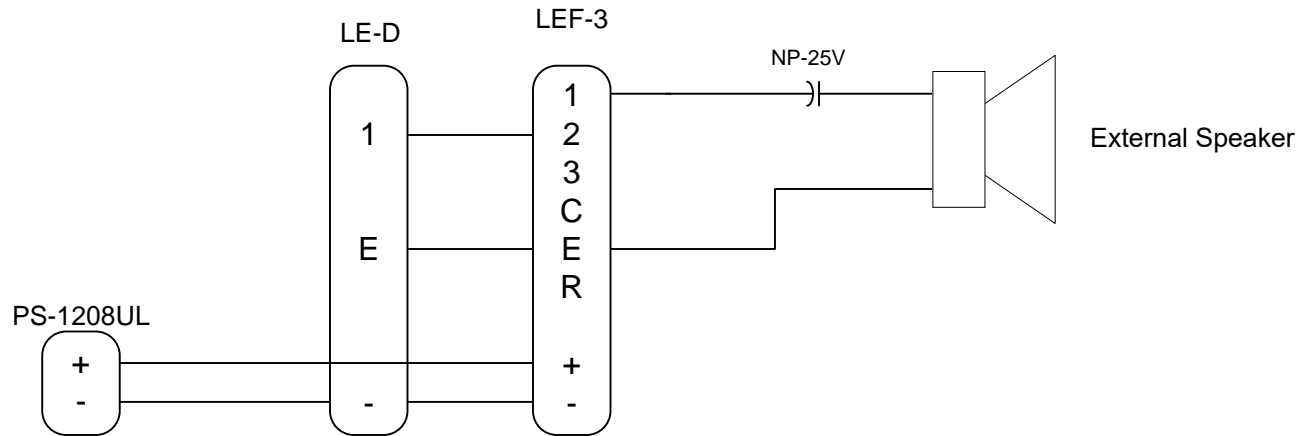 LEF-3
LE-D
NP-25V
1
1
2
3
C
E
E
R
External Speaker
PS-1208UL
+
-
-
+
-